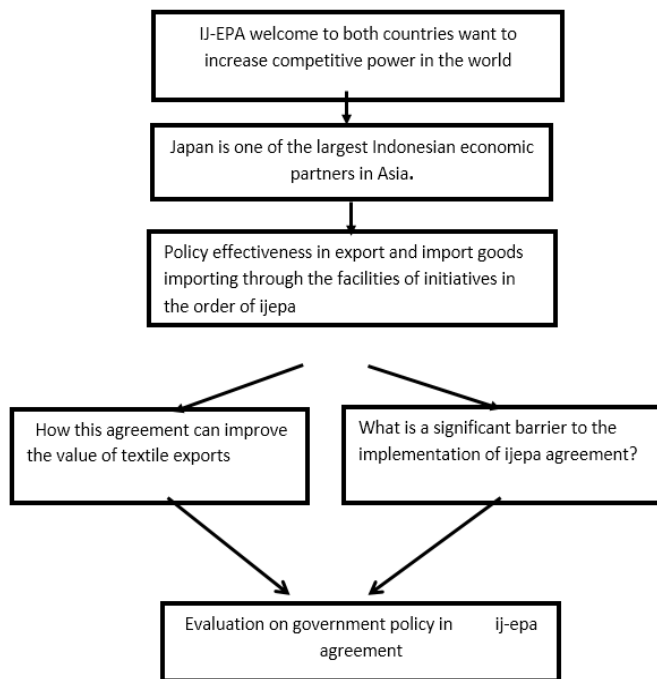 IJ-EPA welcome to both countries want to
increase competitive power in the world
Japan is one of the largest Indonesian economic
partners in Asia.
Policy effectiveness in export and import goods
importing through the facilities of initiatives in
the order of ijepa
How this agreement can improve
the value of textile exports
What is a significant barrier to the
implementation of ijepa agreement?
Evaluation on government policy in ij-epa
agreement